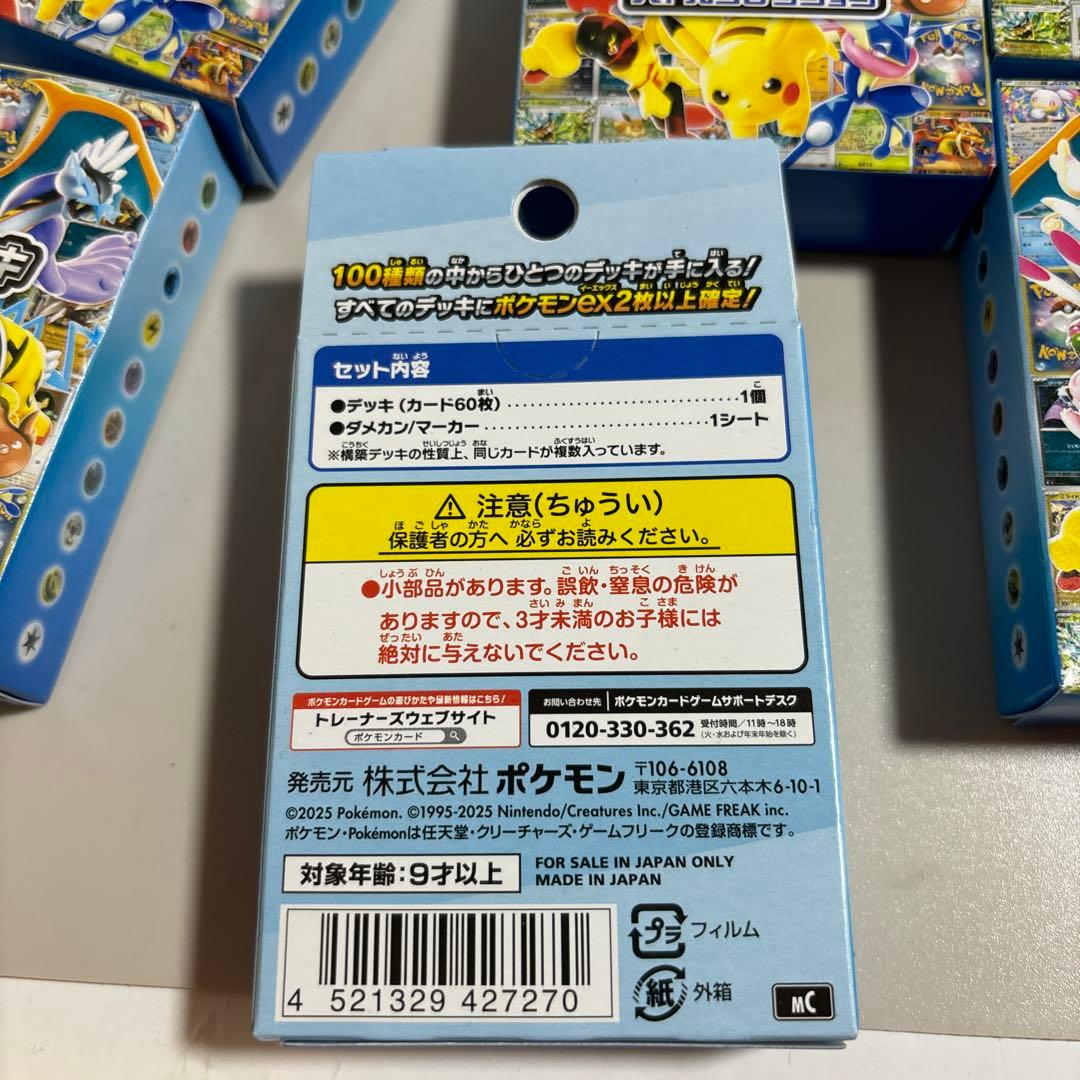 100種類の中からひとつのデッキが手に入る!
すべてのデッキにポケモンex2枚以上確定!
セット内容
●デッキ(カード60枚)..............................1個
●ダメカン/マーカー..............................1シート
※構築デッキの性質上、同じカードが複数入っています。
⚠ 注意(ちゅうい)
保護者の方へ 必ずお読みください。
●小部品があります。誤飲・窒息の危険が
ありますので、3才未満のお子様には
絶対に与えないでください。
ポケモンカードゲームの遊びかたや最新情報はこちら!
トレーナーズウェブサイト
ポケモンカード
お問い合わせ先 ポケモンカードゲームサポートデスク
0120-330-362 受付時間/11時~18時
(火・水および年末年始を除く)
発売元 株式会社 ポケモン 〒106-6108
東京都港区六本木6-10-1
©2025 Pokémon. ©1995-2025 Nintendo/Creatures Inc./GAME FREAK inc.
ポケモン・Pokémonは任天堂・クリーチャーズ・ゲームフリークの登録商標です。
対象年齢:9才以上
FOR SALE IN JAPAN ONLY
MADE IN JAPAN
プラ フィルム
紙 外箱
4 521329 427270
MC